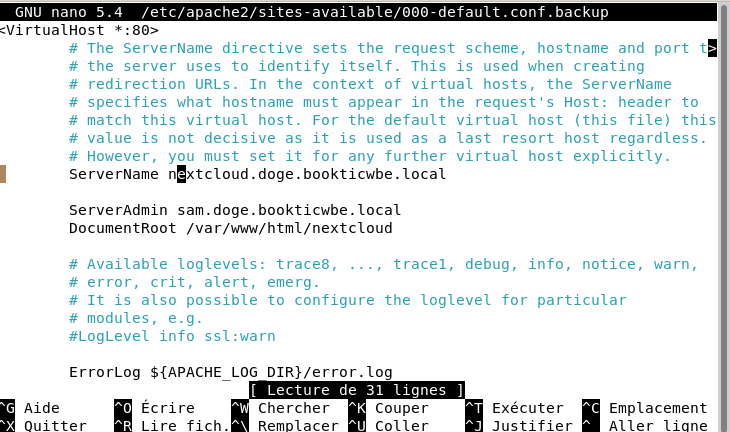 GNU nano 5.4 /etc/apache2/sites-available/000-default.conf.backup
<VirtualHost *:80>
# The ServerName directive sets the request scheme, hostname and port t>
# the server uses to identify itself. This is used when creating
# redirection URLs. In the context of virtual hosts, the ServerName
# specifies what hostname must appear in the request's Host: header to
# match this virtual host. For the default virtual host (this file) this
# value is not decisive as it is used as a last resort host regardless.
# However, you must set it for any further virtual host explicitly.
ServerName nextcloud.doge.bookticwbe.local
ServerAdmin sam.doge.bookticwbe.local
DocumentRoot /var/www/html/nextcloud
# Available loglevels: trace8, ..., trace1, debug, info, notice, warn,
# error, crit, alert, emerg.
# It is also possible to configure the loglevel for particular
# modules, e.g.
#LogLevel info ssl:warn
ErrorLog ${APACHE_LOG_DIR}/error.log
[ Lecture de 31 lignes ]
^G Aide ^O Écrire ^W Chercher ^K Couper ^T Exécuter ^C Emplacement
^X Quitter ^R Lire fich. ^\ Remplacer ^U Coller ^J Justifier ^ Aller ligne